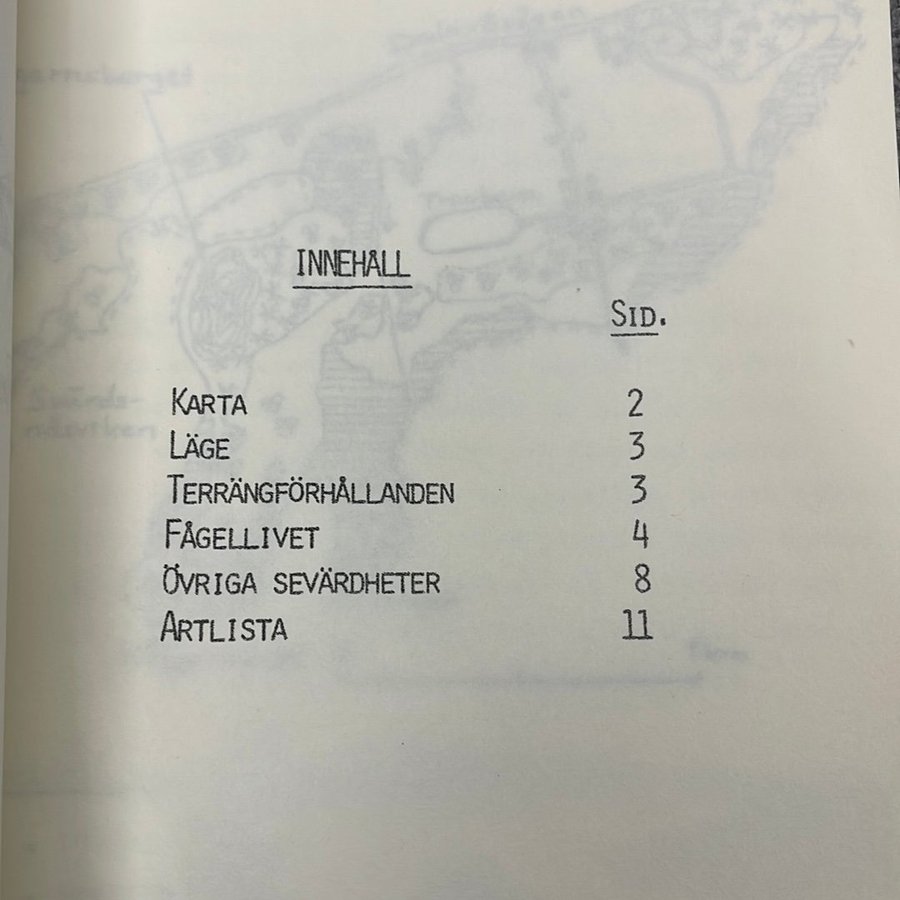 INNEHÅLL
SID.
KARTA 2
LÄGE 3
TERRÄNGFÖRHÅLLANDEN 3
FÅGELLIVET 4
ÖVRIGA SEVÄRDHETER 8
ARTLISTA 11